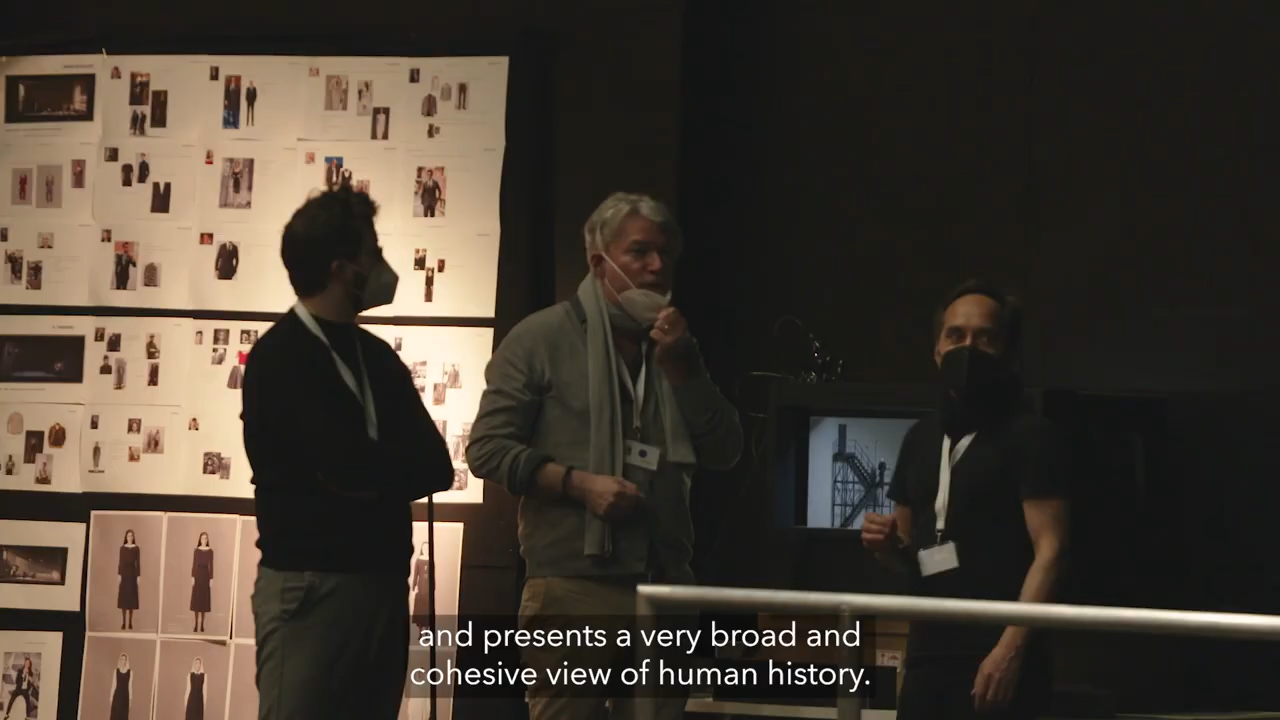 and presents a very broad and
cohesive view of human history.